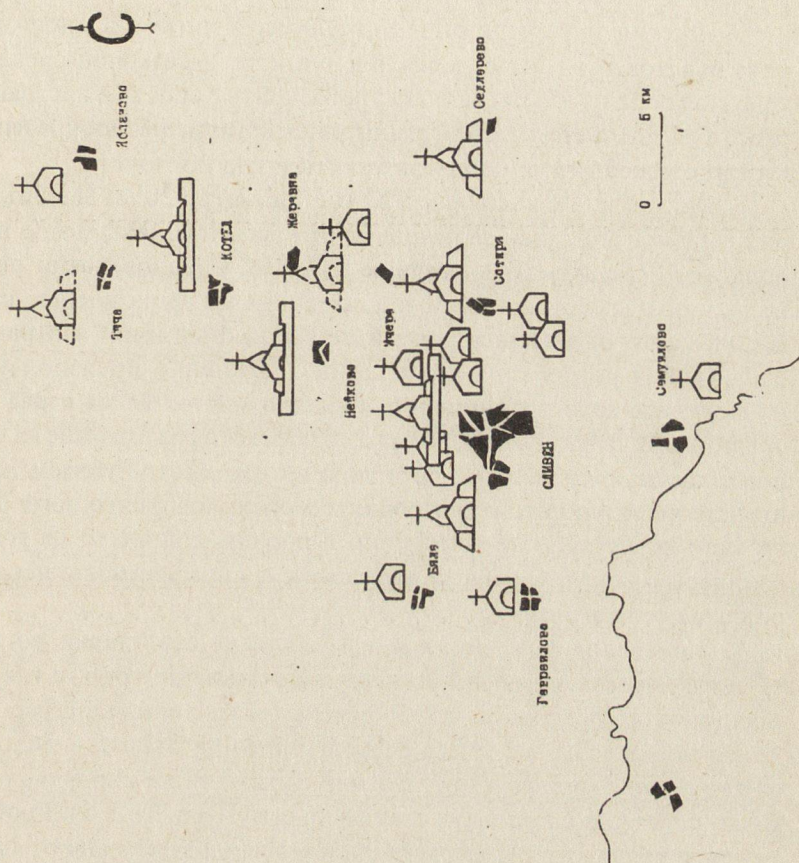 С
Тича
Ябланово
КОТЕЛ
Жеравна
Нейково
Ичера
Бяла
Седларево
Сотиря
Гавраилово
СЛИВЕН
0 5 км
Самуилово